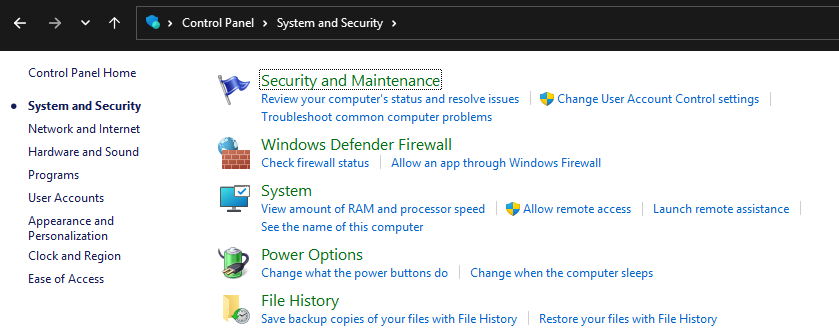 Control Panel > System and Security >
Control Panel Home
System and Security
Network and Internet
Hardware and Sound
Programs
User Accounts
Appearance and
Personalization
Clock and Region
Ease of Access
Security and Maintenance
Review your computer's status and resolve issues | Change User Account Control settings |
Troubleshoot common computer problems
Windows Defender Firewall
Check firewall status | Allow an app through Windows Firewall
System
View amount of RAM and processor speed | Allow remote access | Launch remote assistance |
See the name of this computer
Power Options
Change what the power buttons do | Change when the computer sleeps
File History
Save backup copies of your files with File History | Restore your files with File History